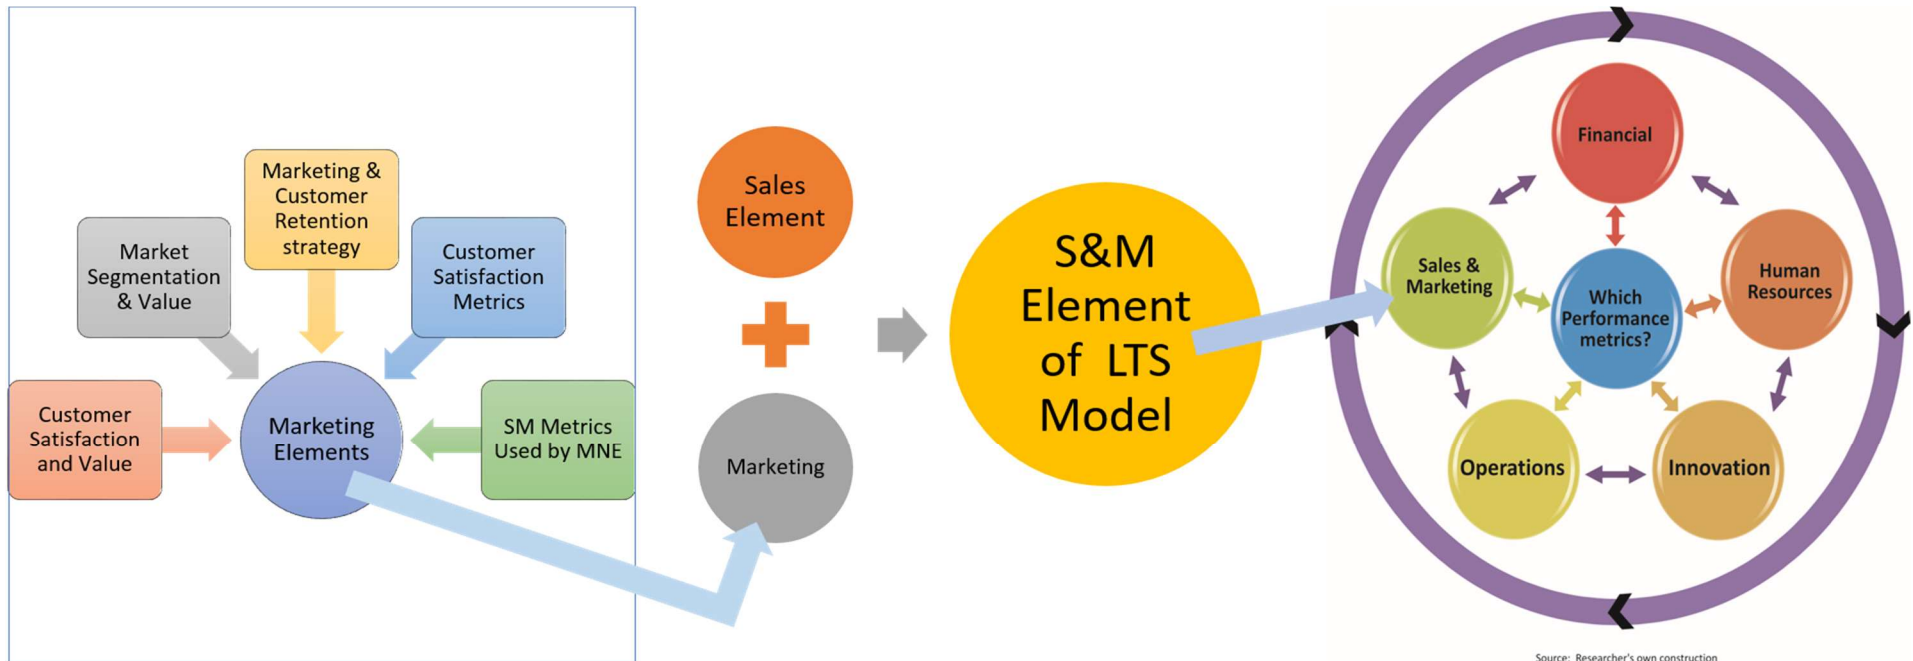 Marketing &
Customer
Retention
strategy
Market
Segmentation
& Value
Customer
Satisfaction
Metrics
Customer
Satisfaction
and Value
Marketing
Elements
SM Metrics
Used by MNE
Sales
Element
Marketing
S&M
Element
of LTS
Model
Financial
Sales &
Marketing
Human
Resources
Which
Performance
metrics?
Operations
Innovation
Source: Researcher's own construction